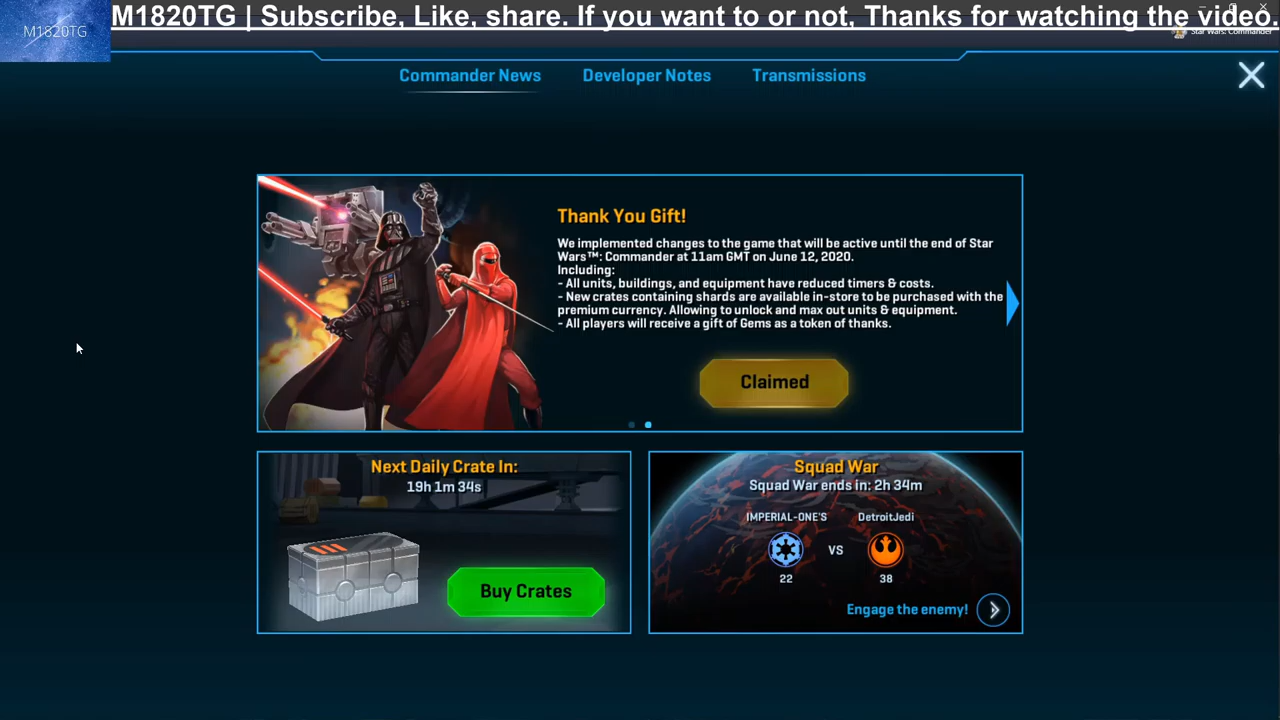 M1820TG
M1820TG | Subscribe, Like, share. If you want to or not, Thanks for watching the video.
Star Wars: Commander
Commander News
Developer Notes
Transmissions
Thank You Gift!
We implemented changes to the game that will be active until the end of Star
Wars™: Commander at 11am GMT on June 12, 2020.
Including:
- All units, buildings, and equipment have reduced timers & costs.
- New crates containing shards are available in-store to be purchased with the
premium currency. Allowing to unlock and max out units & equipment.
- All players will receive a gift of Gems as a token of thanks.
Claimed
Next Daily Crate In:
19h 1m 34s
Buy Crates
Squad War
Squad War ends in: 2h 34m
IMPERIAL-ONE'S
DetroitJedi
VS
22
38
Engage the enemy!